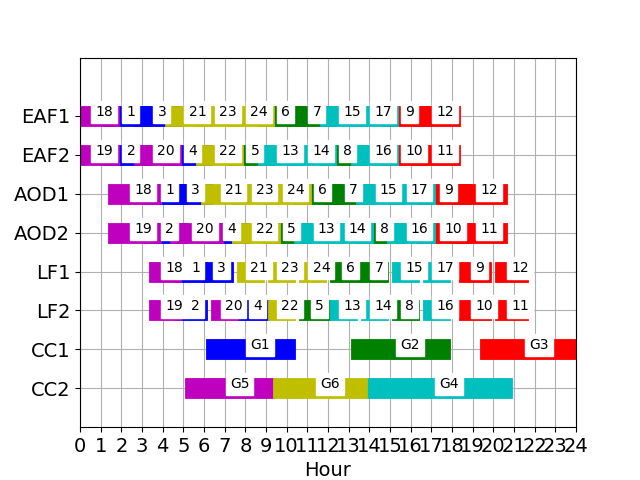 EAF1 18 1 3 21 23 24 6 7 15 17 9 12
EAF2 19 2 20 4 22 5 13 14 8 16 10 11
AOD1 18 1 3 21 23 24 6 7 15 17 9 12
AOD2 19 2 20 4 22 5 13 14 8 16 10 11
LF1 18 1 3 21 23 24 6 7 15 17 9 12
LF2 19 2 20 4 22 5 13 14 8 16 10 11
CC1 G1 G2 G3
CC2 G5 G6 G4
0 1 2 3 4 5 6 7 8 9 10 11 12 13 14 15 16 17 18 19 20 21 22 23 24
Hour